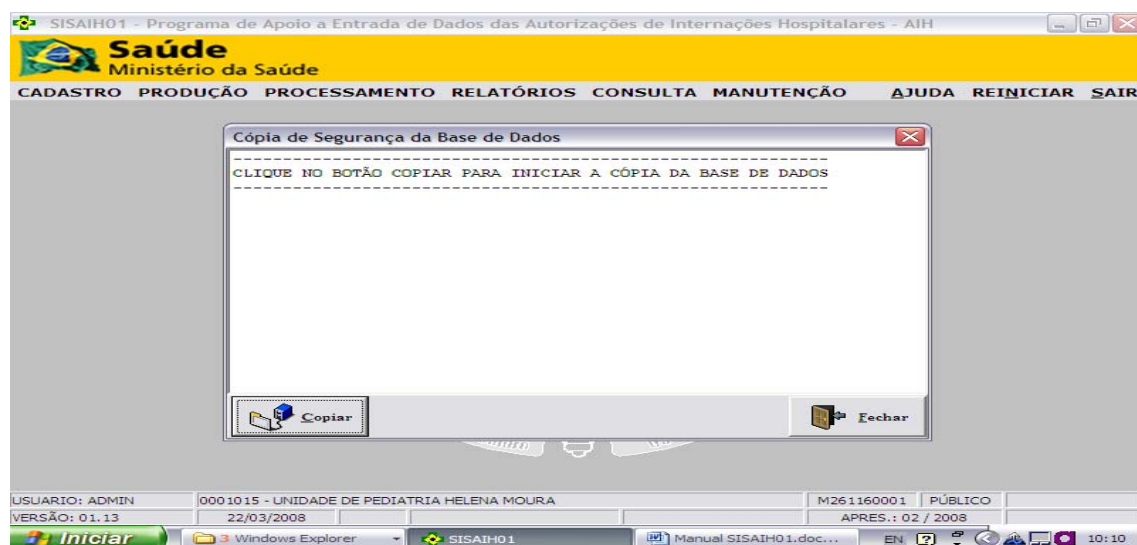 SISAIH01 - Programa de Apoio a Entrada de Dados das Autorizações de Internações Hospitalares - AIH
Saúde
Ministério da Saúde
CADASTRO PRODUÇÃO PROCESSAMENTO RELATÓRIOS CONSULTA MANUTENÇÃO AJUDA REINICIAR SAIR
Cópia de Segurança da Base de Dados
------------------------------------------------------------
CLIQUE NO BOTÃO COPIAR PARA INICIAR A CÓPIA DA BASE DE DADOS
------------------------------------------------------------
Copiar Fechar
USUARIO: ADMIN 0001015 - UNIDADE DE PEDIATRIA HELENA MOURA M261160001 PÚBLICO
VERSÃO: 01.13 22/03/2008 APRES.: 02 / 2008
Iniciar 3 Windows Explorer SISAIH01 Manual SISAIH01.doc... EN 10:10